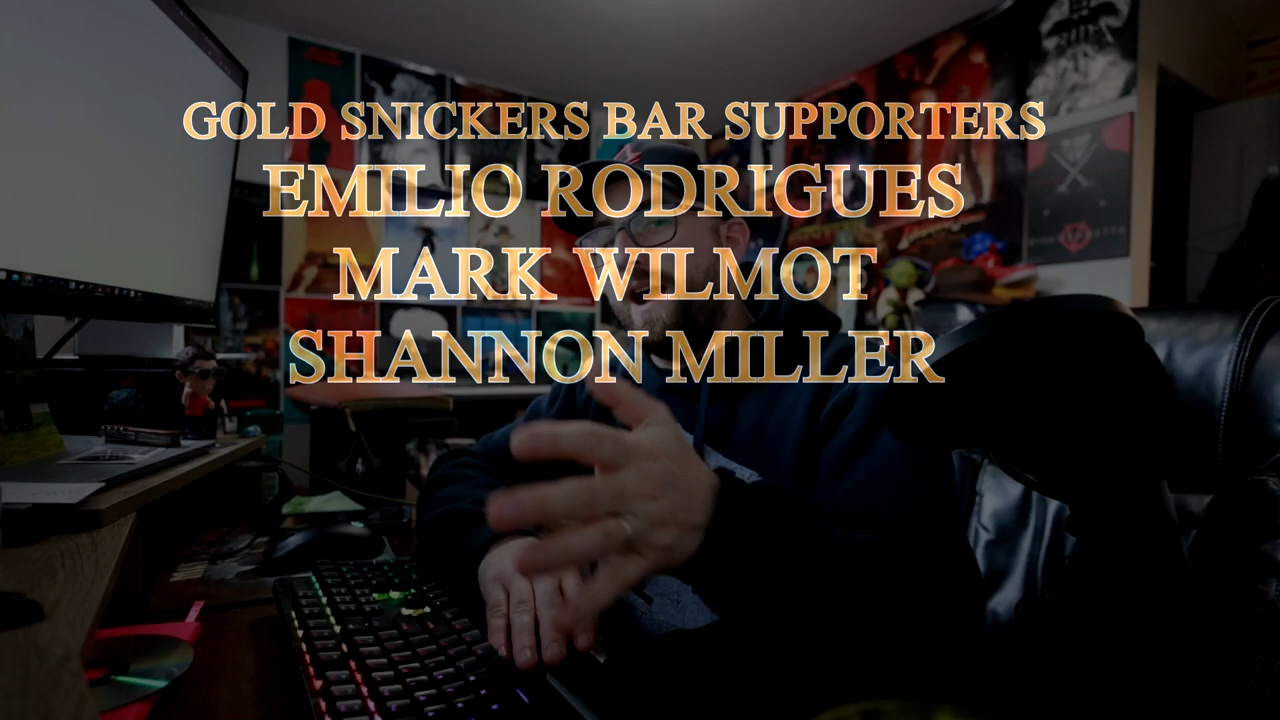 GOLD SNICKERS BAR SUPPORTERS
EMILIO RODRIGUES
MARK WILMOT
SHANNON MILLER